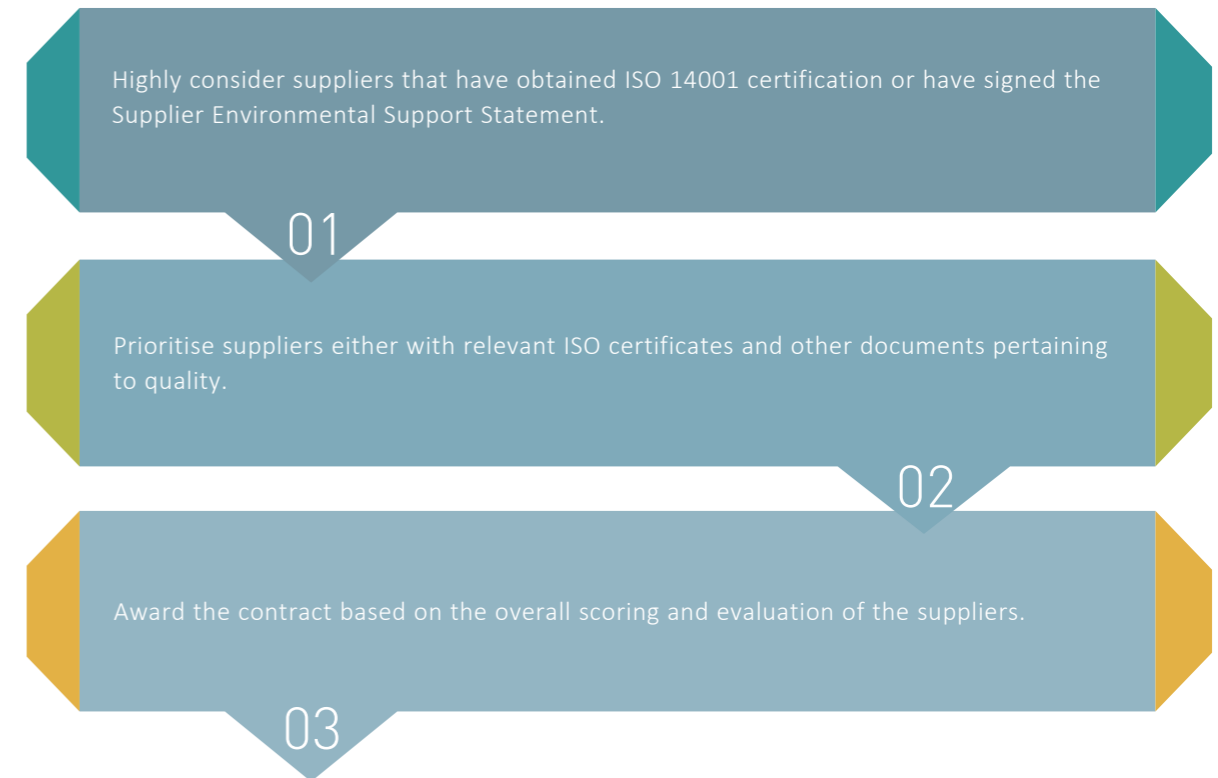 Highly consider suppliers that have obtained ISO 14001 certification or have signed the
Supplier Environmental Support Statement.
01
Prioritise suppliers either with relevant ISO certificates and other documents pertaining
to quality.
02
Award the contract based on the overall scoring and evaluation of the suppliers.
03